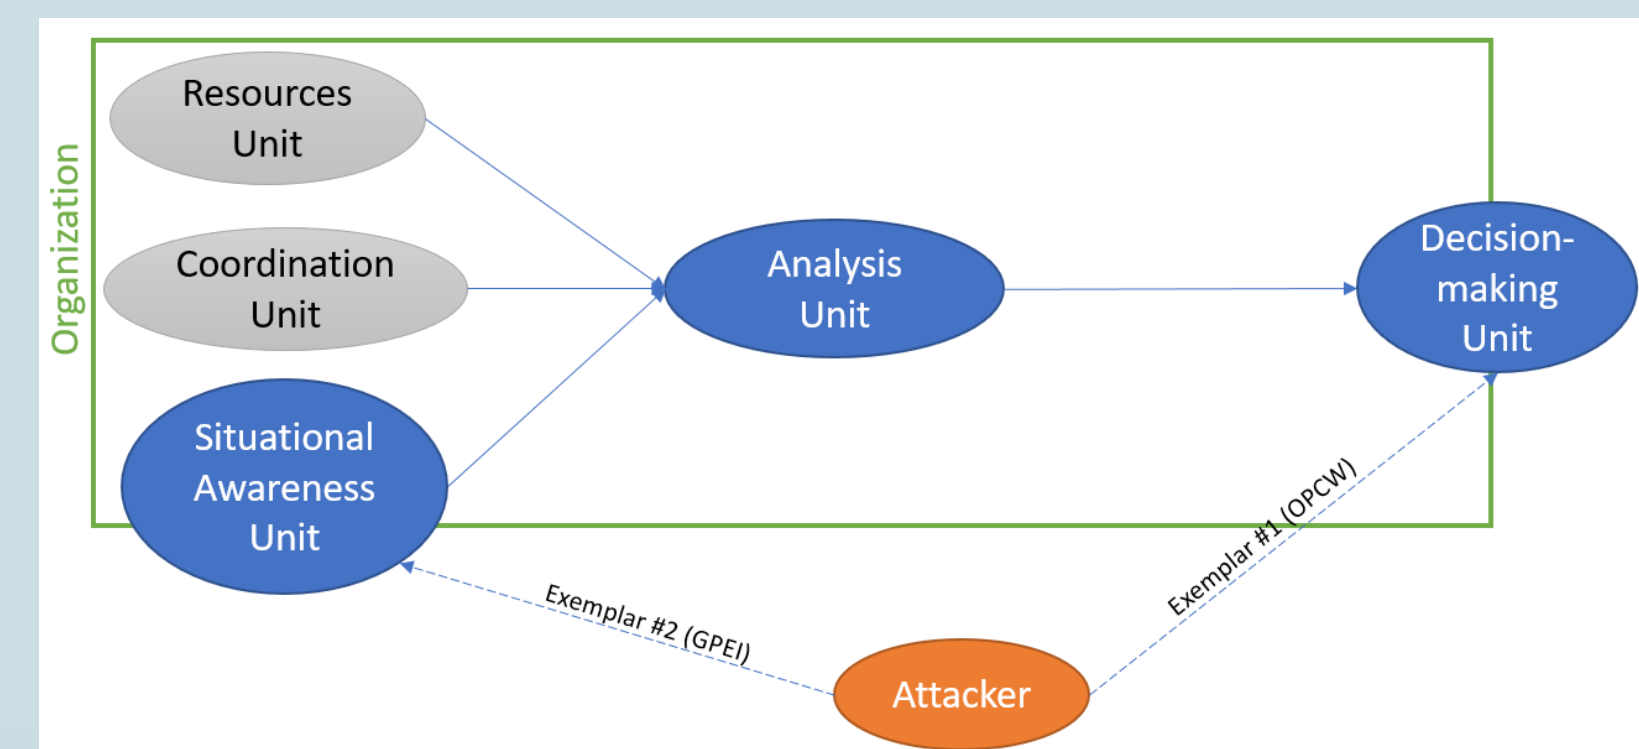 Organization
Resources
Unit
Coordination
Unit
Situational
Awareness
Unit
Analysis
Unit
Decision-
making
Unit
Exemplar #2 (GPEI)
Exemplar #1 (OPCW)
Attacker